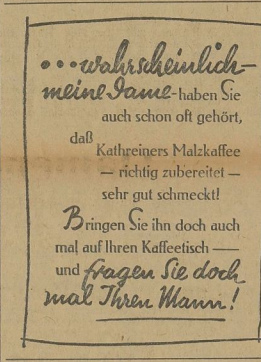 ...wahrscheinlich-
meine Dame - haben Sie
auch schon oft gehört,
daß
Kathreiners Malzkaffee
— richtig zubereitet —
sehr gut schmeckt!
Bringen Sie ihn doch auch
mal auf Ihren Kaffeetisch ——
und fragen Sie doch
mal Ihren Mann!